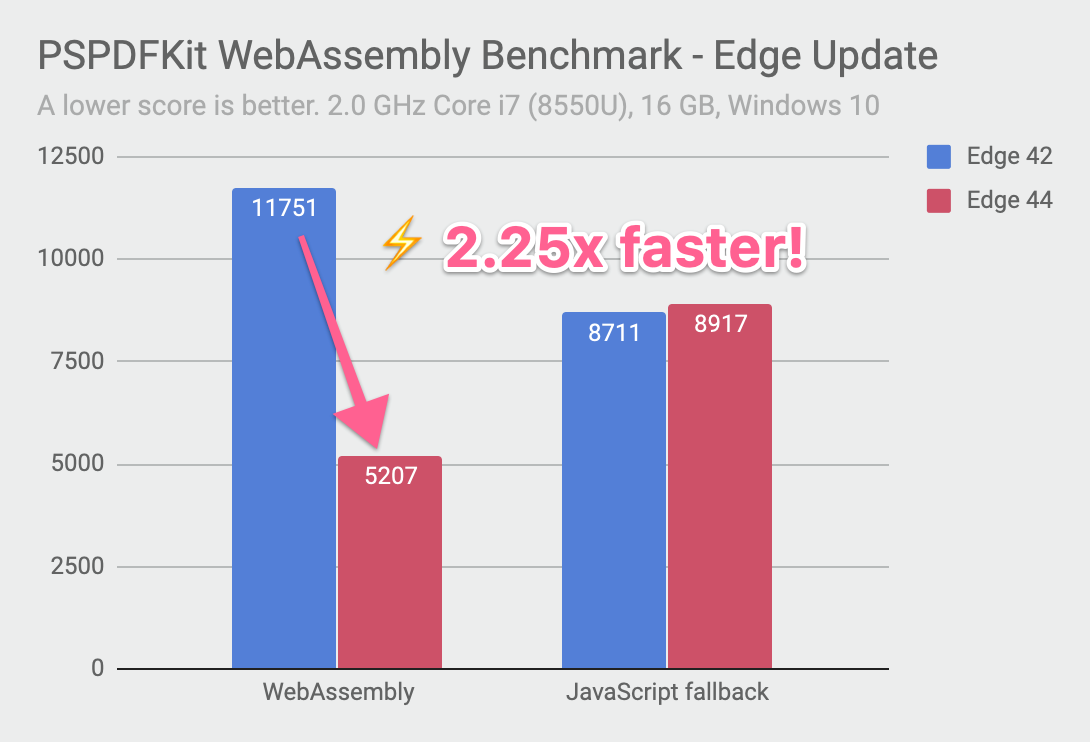 PSPDFKit WebAssembly Benchmark - Edge Update
A lower score is better. 2.0 GHz Core i7 (8550U), 16 GB, Windows 10
12500
Edge 42
Edge 44
11751
⚡ 2.25x faster!
10000
8711
8917
7500
5000
5207
2500
0
WebAssembly
JavaScript fallback